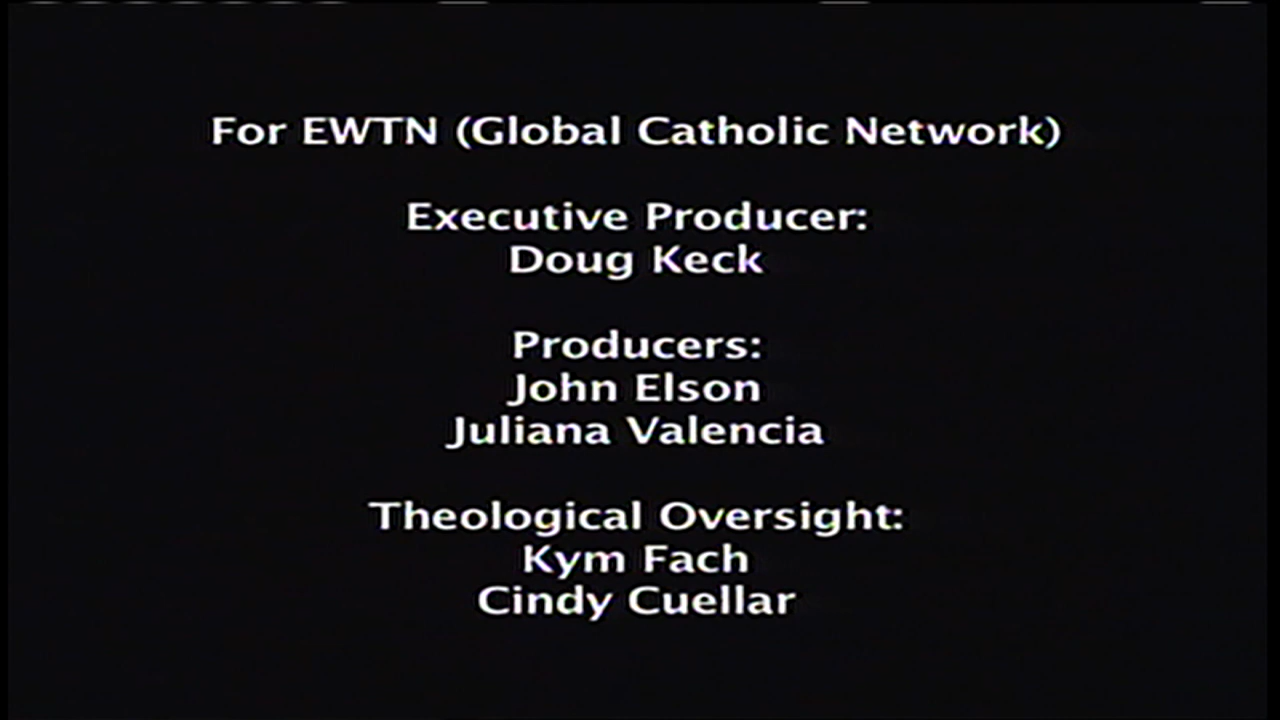 For EWTN (Global Catholic Network)
Executive Producer:
Doug Keck
Producers:
John Elson
Juliana Valencia
Theological Oversight:
Kym Fach
Cindy Cuellar